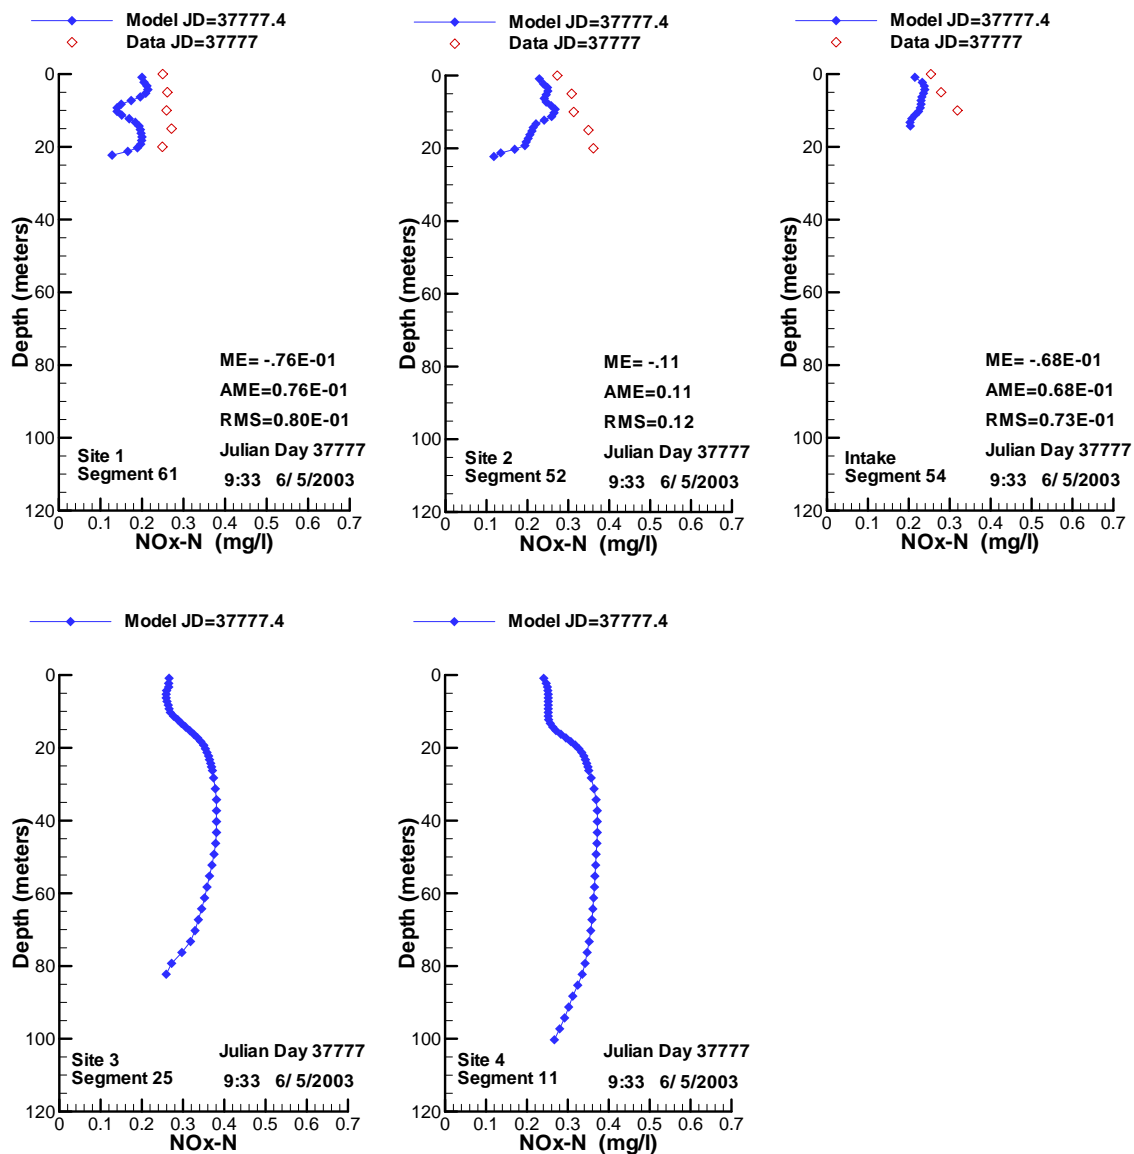 Model JD=37777.4
Data JD=37777
0
20
40
60
80
100
120
Depth (meters)
ME= -.76E-01
AME=0.76E-01
RMS=0.80E-01
Julian Day 37777
9:33 6/ 5/2003
Site 1
Segment 61
0 0.1 0.2 0.3 0.4 0.5 0.6 0.7
NOx-N (mg/l)
Model JD=37777.4
Data JD=37777
0
20
40
60
80
100
120
Depth (meters)
ME= -.11
AME=0.11
RMS=0.12
Julian Day 37777
9:33 6/ 5/2003
Site 2
Segment 52
0 0.1 0.2 0.3 0.4 0.5 0.6 0.7
NOx-N (mg/l)
Model JD=37777.4
Data JD=37777
0
20
40
60
80
100
120
Depth (meters)
ME= -.68E-01
AME=0.68E-01
RMS=0.73E-01
Julian Day 37777
9:33 6/ 5/2003
Intake
Segment 54
0 0.1 0.2 0.3 0.4 0.5 0.6 0.7
NOx-N (mg/l)
Model JD=37777.4
0
20
40
60
80
100
120
Depth (meters)
Julian Day 37777
9:33 6/ 5/2003
Site 3
Segment 25
0 0.1 0.2 0.3 0.4 0.5 0.6 0.7
NOx-N
Model JD=37777.4
0
20
40
60
80
100
120
Depth (meters)
Julian Day 37777
9:33 6/ 5/2003
Site 4
Segment 11
0 0.1 0.2 0.3 0.4 0.5 0.6 0.7
NOx-N (mg/l)